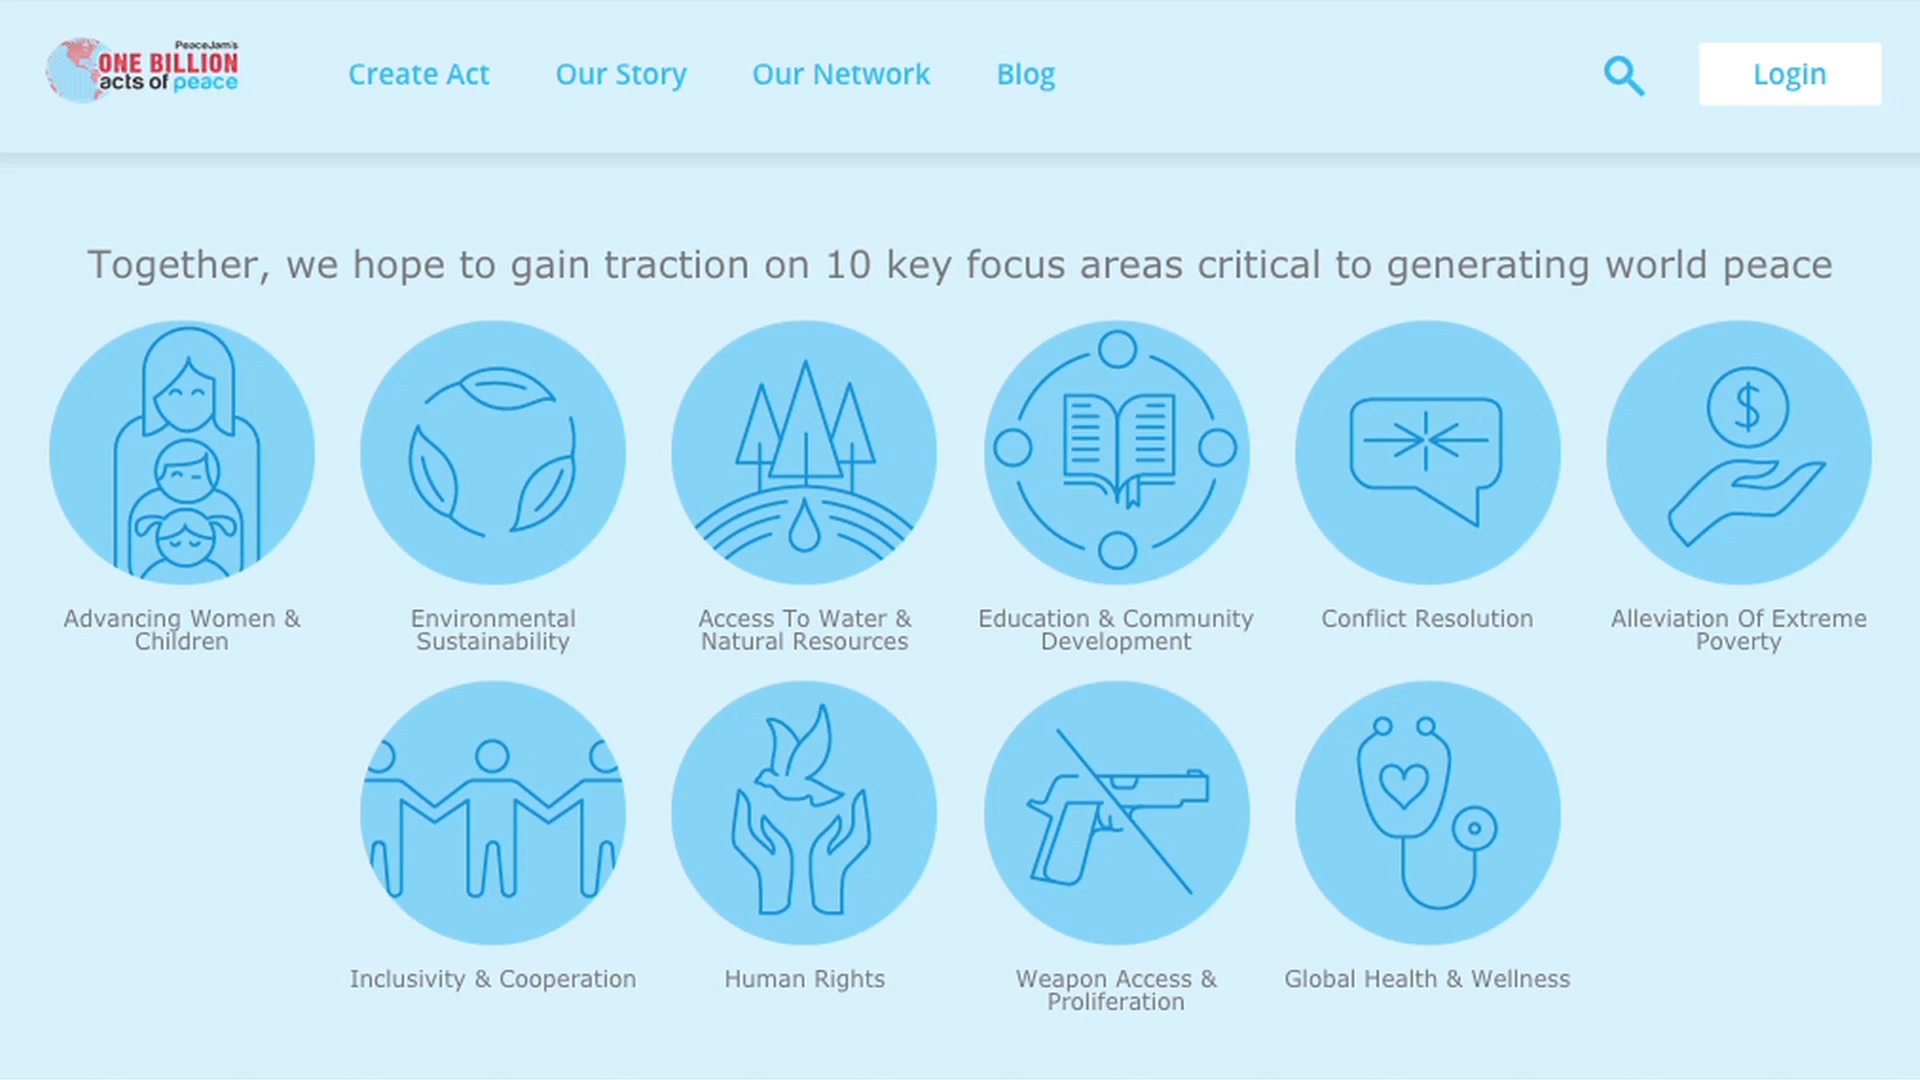 PeaceJam's
ONE BILLION
acts of peace
Create Act
Our Story
Our Network
Blog
Login
Together, we hope to gain traction on 10 key focus areas critical to generating world peace
$
Advancing Women &
Children
Environmental
Sustainability
Access To Water &
Natural Resources
Education & Community
Development
Conflict Resolution
Alleviation Of Extreme
Poverty
Inclusivity & Cooperation
Human Rights
Weapon Access &
Proliferation
Global Health & Wellness